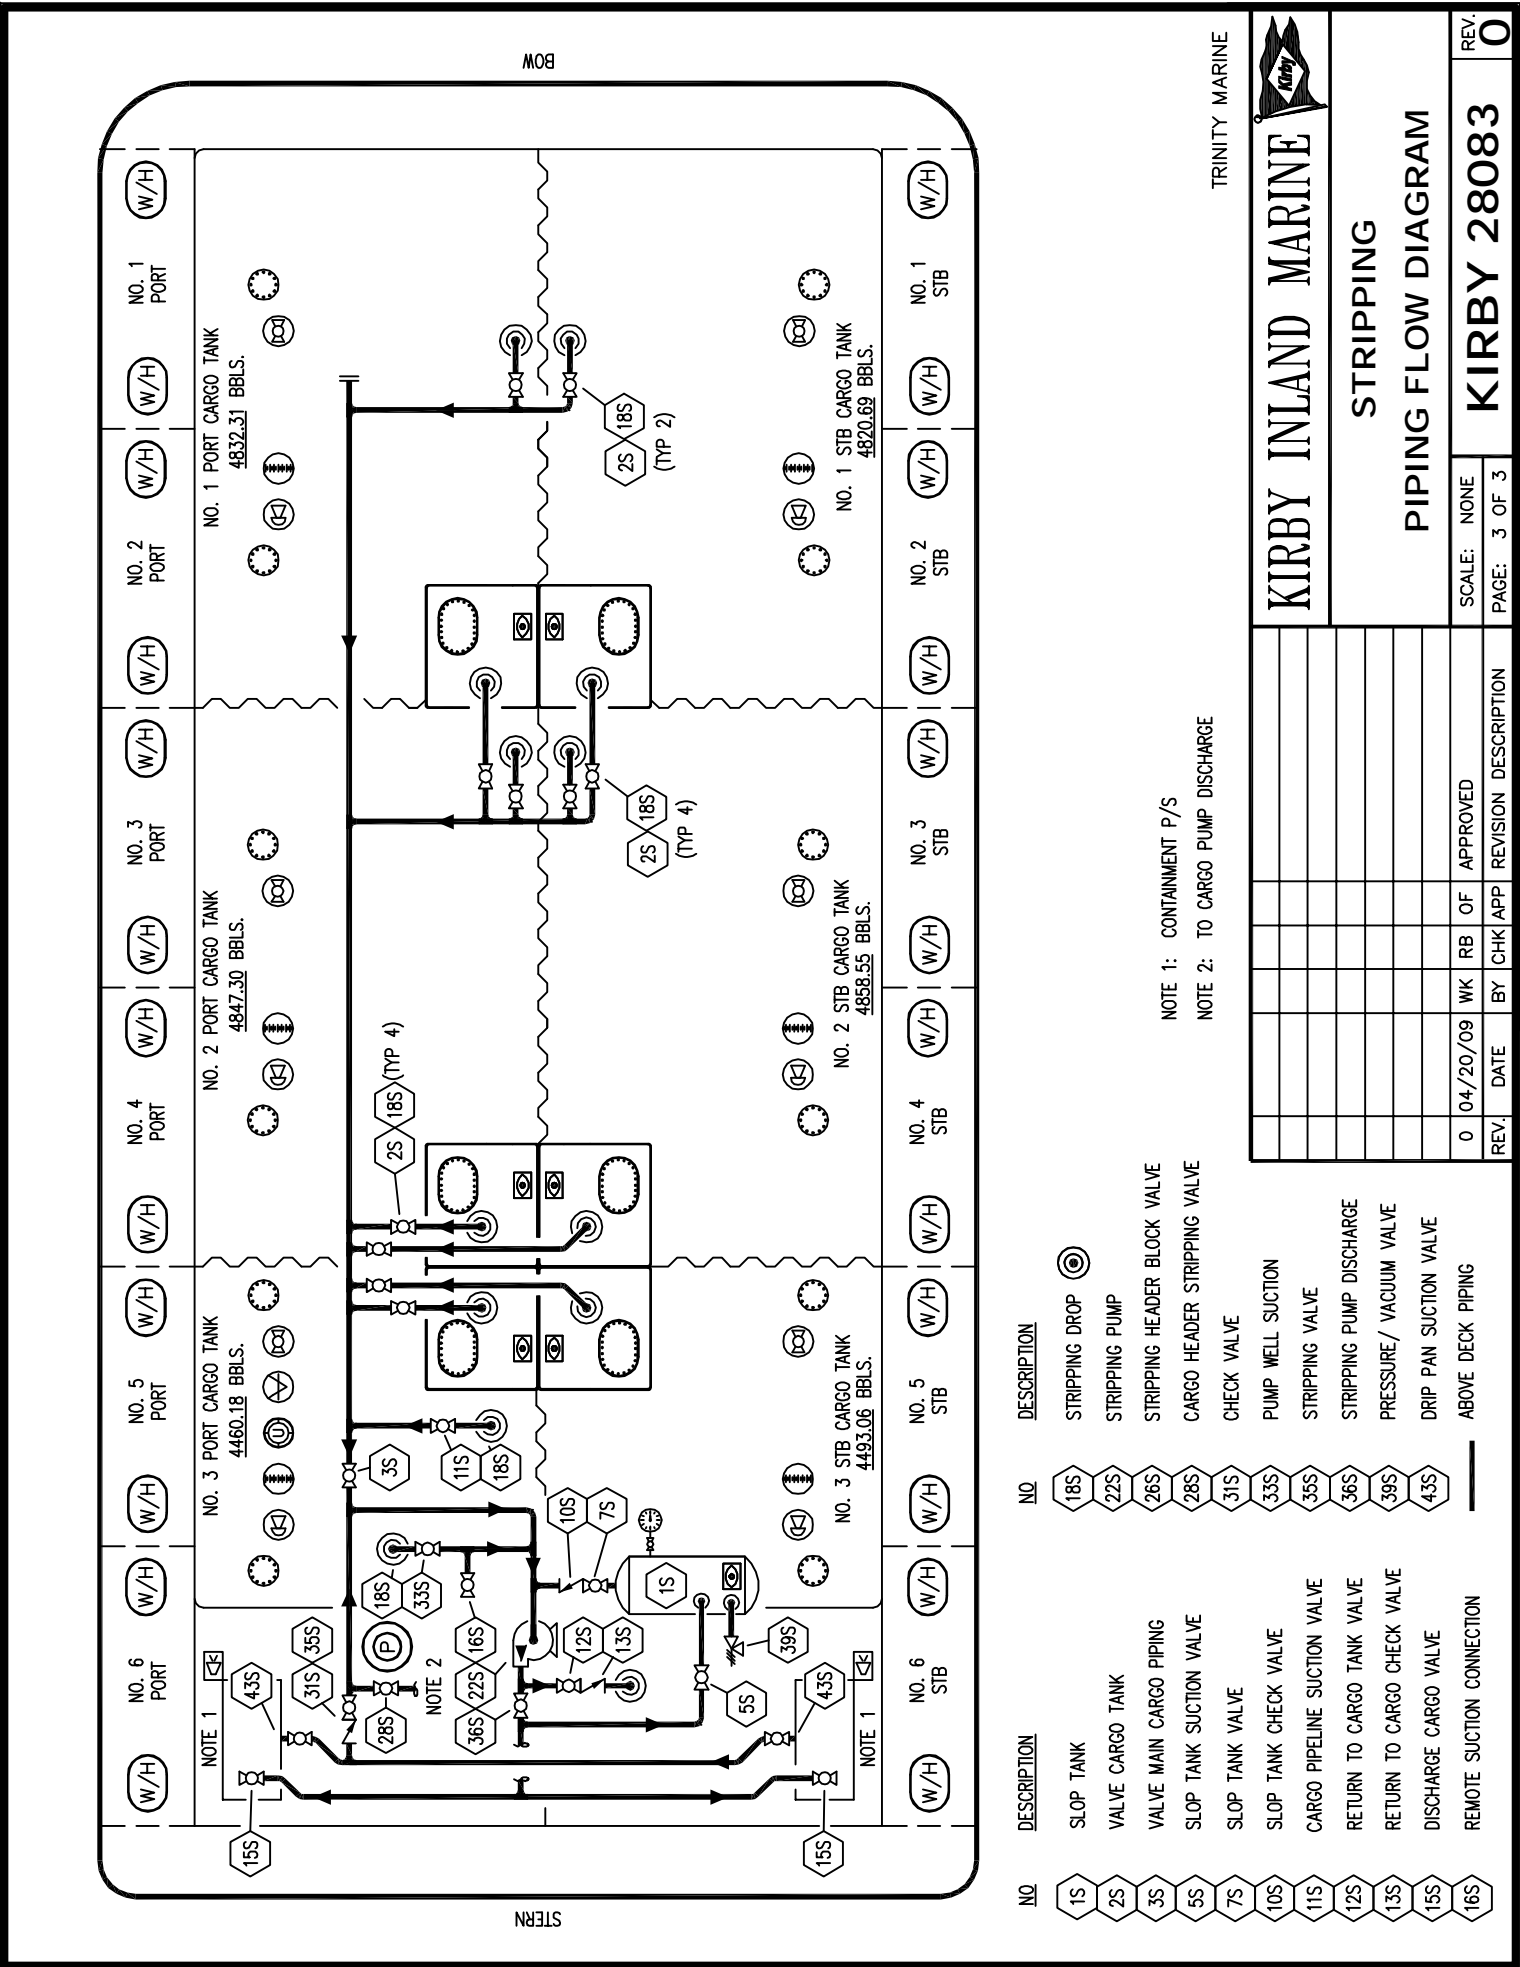 BOW
STERN
W/H
W/H
W/H
W/H
W/H
W/H
W/H
W/H
W/H
W/H
W/H
W/H
NO. 6
PORT
NO. 5
PORT
NO. 4
PORT
NO. 3
PORT
NO. 2
PORT
NO. 1
PORT
NO. 3 PORT CARGO TANK
4460.18 BBLS.
NO. 2 PORT CARGO TANK
4847.30 BBLS.
NO. 1 PORT CARGO TANK
4832.31 BBLS.
U
P
15S
NOTE 1
43S
31S
35S
28S
NOTE 2
18S
33S
36S
22S
16S
12S
13S
3S
11S
18S
10S
7S
1S
39S
5S
43S
NOTE 1
15S
2S
18S
(TYP 4)
2S
18S
(TYP 4)
2S
18S
(TYP 2)
NO. 3 STB CARGO TANK
4493.06 BBLS.
NO. 2 STB CARGO TANK
4858.55 BBLS.
NO. 1 STB CARGO TANK
4820.69 BBLS.
NO. 6
STB
NO. 5
STB
NO. 4
STB
NO. 3
STB
NO. 2
STB
NO. 1
STB
W/H
W/H
W/H
W/H
W/H
W/H
W/H
W/H
W/H
W/H
W/H
W/H
NO DESCRIPTION
1S SLOP TANK
2S VALVE CARGO TANK
3S VALVE MAIN CARGO PIPING
5S SLOP TANK SUCTION VALVE
7S SLOP TANK VALVE
10S SLOP TANK CHECK VALVE
11S CARGO PIPELINE SUCTION VALVE
12S RETURN TO CARGO TANK VALVE
13S RETURN TO CARGO CHECK VALVE
15S DISCHARGE CARGO VALVE
16S REMOTE SUCTION CONNECTION
NO DESCRIPTION
18S STRIPPING DROP
22S STRIPPING PUMP
26S STRIPPING HEADER BLOCK VALVE
28S CARGO HEADER STRIPPING VALVE
31S CHECK VALVE
33S PUMP WELL SUCTION
35S STRIPPING VALVE
36S STRIPPING PUMP DISCHARGE
39S PRESSURE/ VACUUM VALVE
43S DRIP PAN SUCTION VALVE
ABOVE DECK PIPING
NOTE 1: CONTAINMENT P/S
NOTE 2: TO CARGO PUMP DISCHARGE
TRINITY MARINE
KIRBY INLAND MARINE
Kirby
STRIPPING
PIPING FLOW DIAGRAM
0 04/20/09 WK RB OF APPROVED
REV. DATE BY CHK APP REVISION DESCRIPTION
SCALE: NONE
PAGE: 3 OF 3
KIRBY 28083
REV.
0